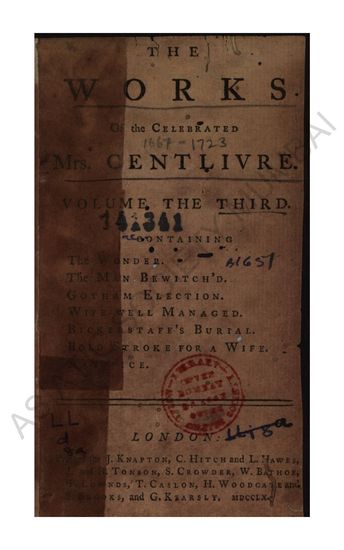 THE
WORKS
Of the CELEBRATED
1667 - 1723
Mrs. CENTLIVRE.
VOLUME THE THIRD.
141341
CONTAINING
The WONDER.
The MAN BEWITCH'D.
GOTHAM ELECTION.
WIFE WELL MANAGED.
BICKERSTAFF'S BURIAL.
BOLD STROKE FOR A WIFE.
LL
d
LONDON:
J. KNAPTON, C. HITCH and L. HAWES,
R. TONSON, S. CROWDER, W. BATHOE,
T. CASLON, H. WOODGATE and
and G. KEARSLY, MDCCLX